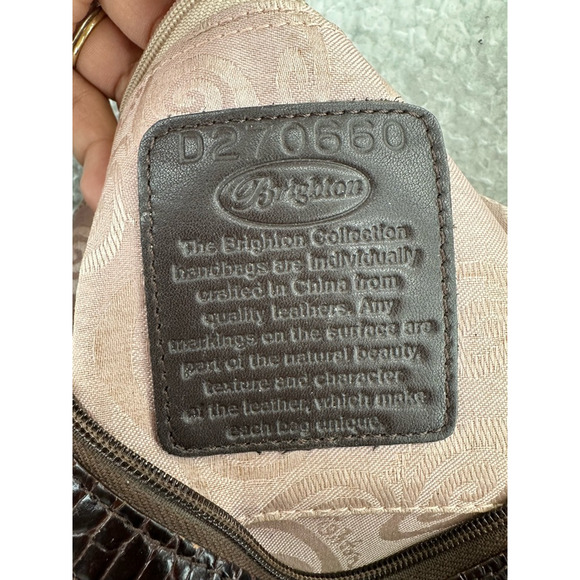 D270660
Brighton
The Brighton Collection
handbags are individually
crafted in China from
quality leathers. Any
markings on the surface are
part of the natural beauty,
texture and character
of the leather, which make
each bag unique.
Brighton